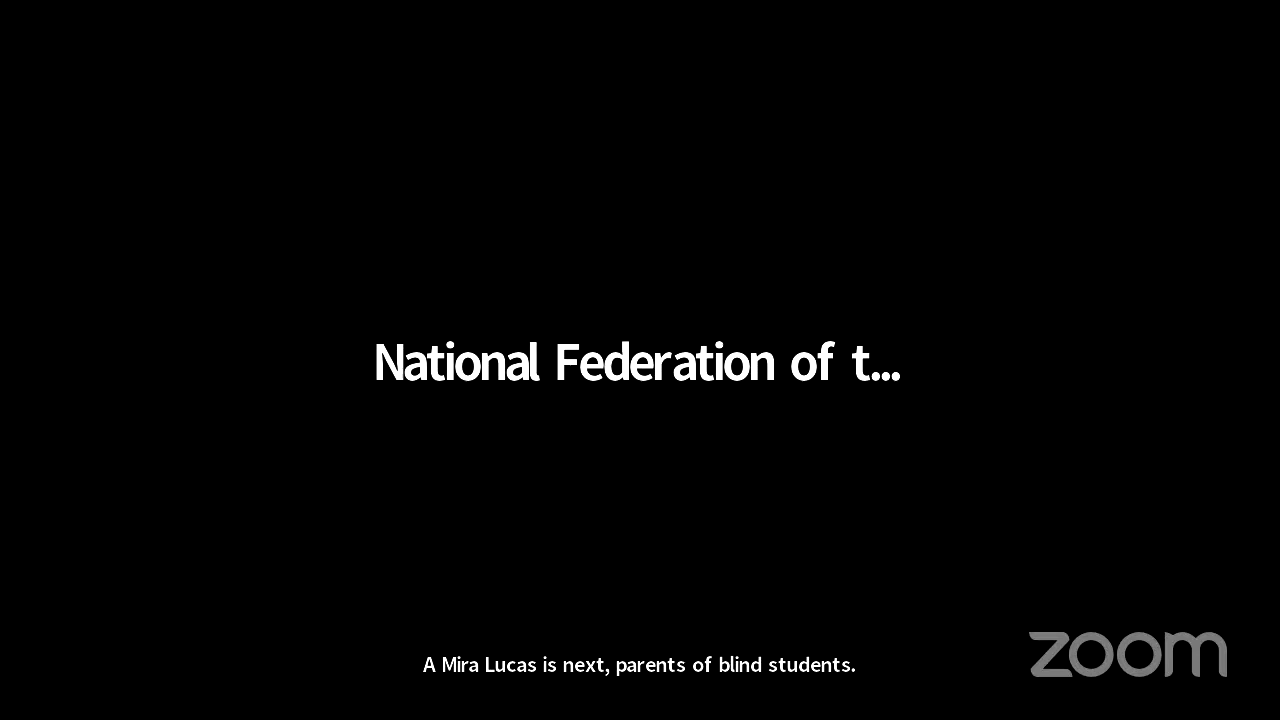 National Federation of t...
A Mira Lucas is next, parents of blind students.
zoom